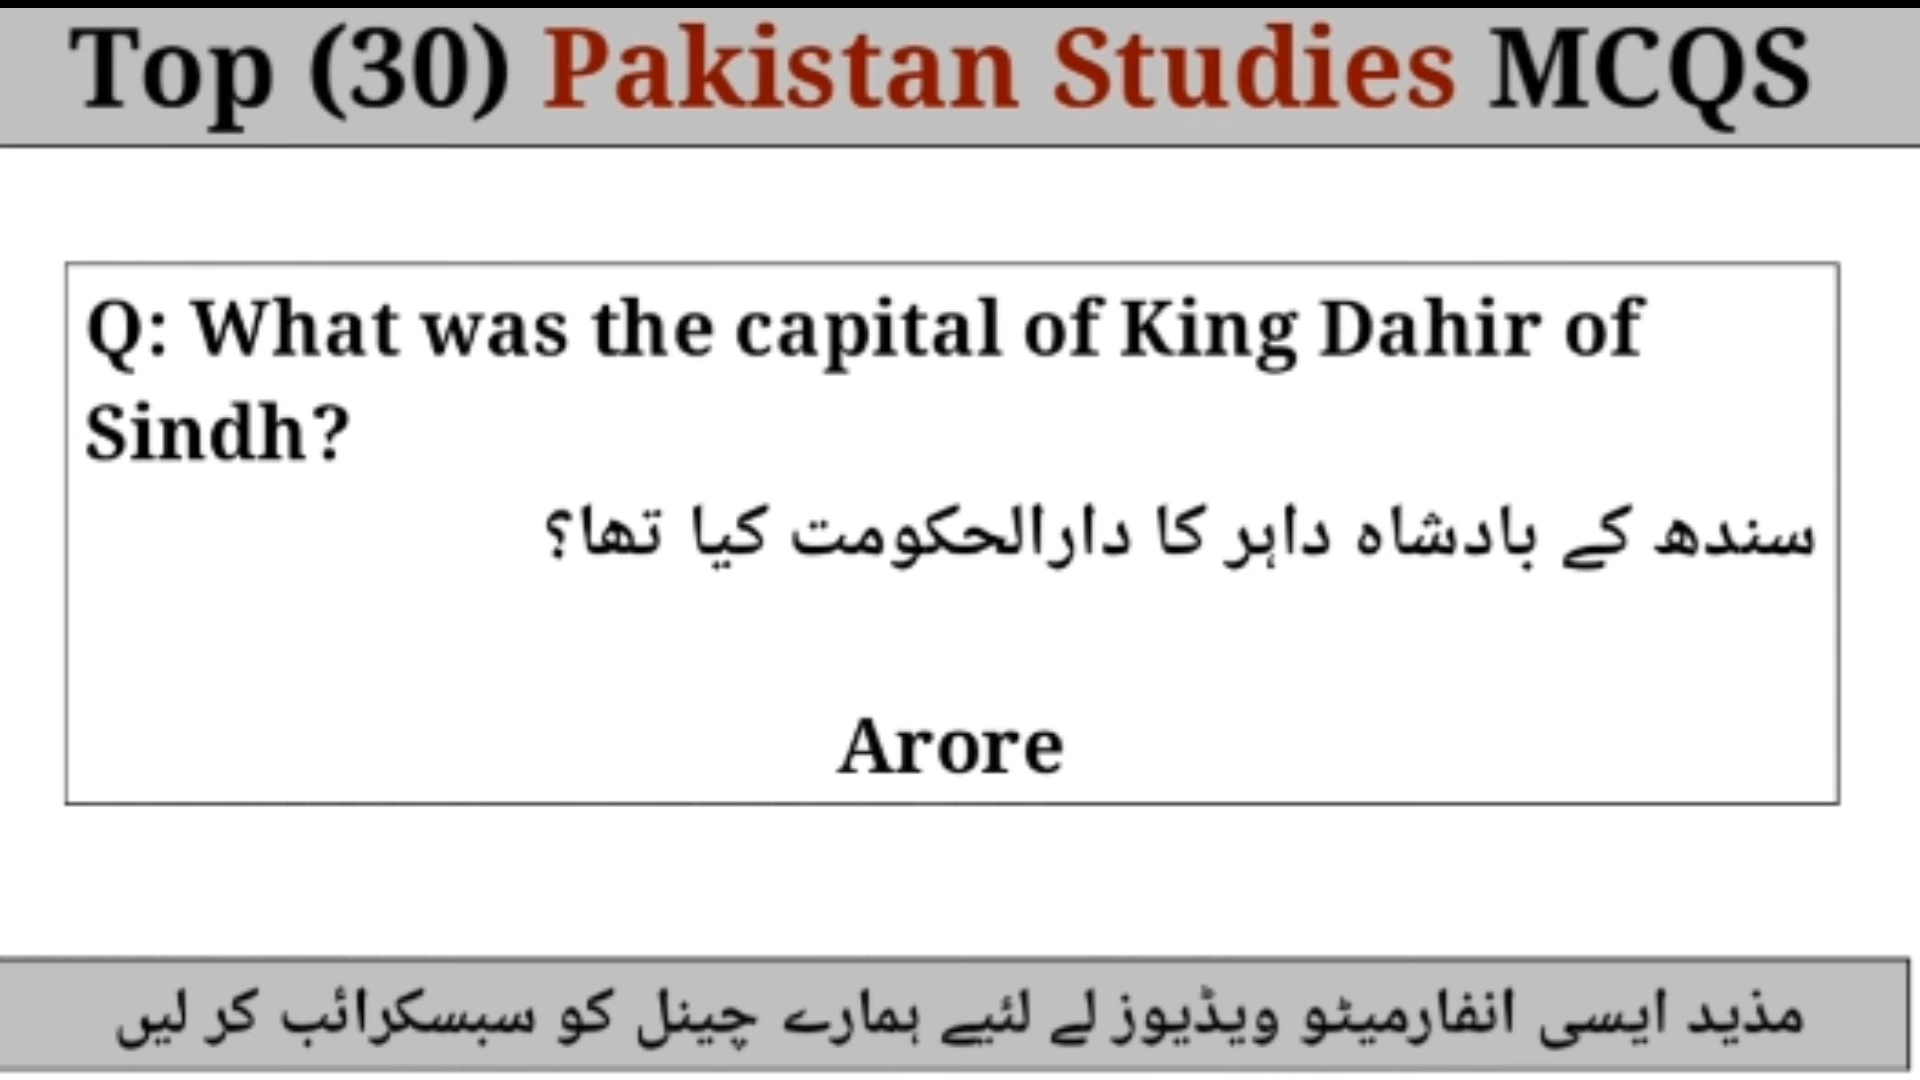 Top (30) Pakistan Studies MCQS
Q: What was the capital of King Dahir of
Sindh?
سندھ کے بادشاہ داہر کا دارالحکومت کیا تھا؟
Arore
مذید ایسی انفارمیٹو ویڈیوز لے لئیے ہمارے چینل کو سبسکرائب کر لیں